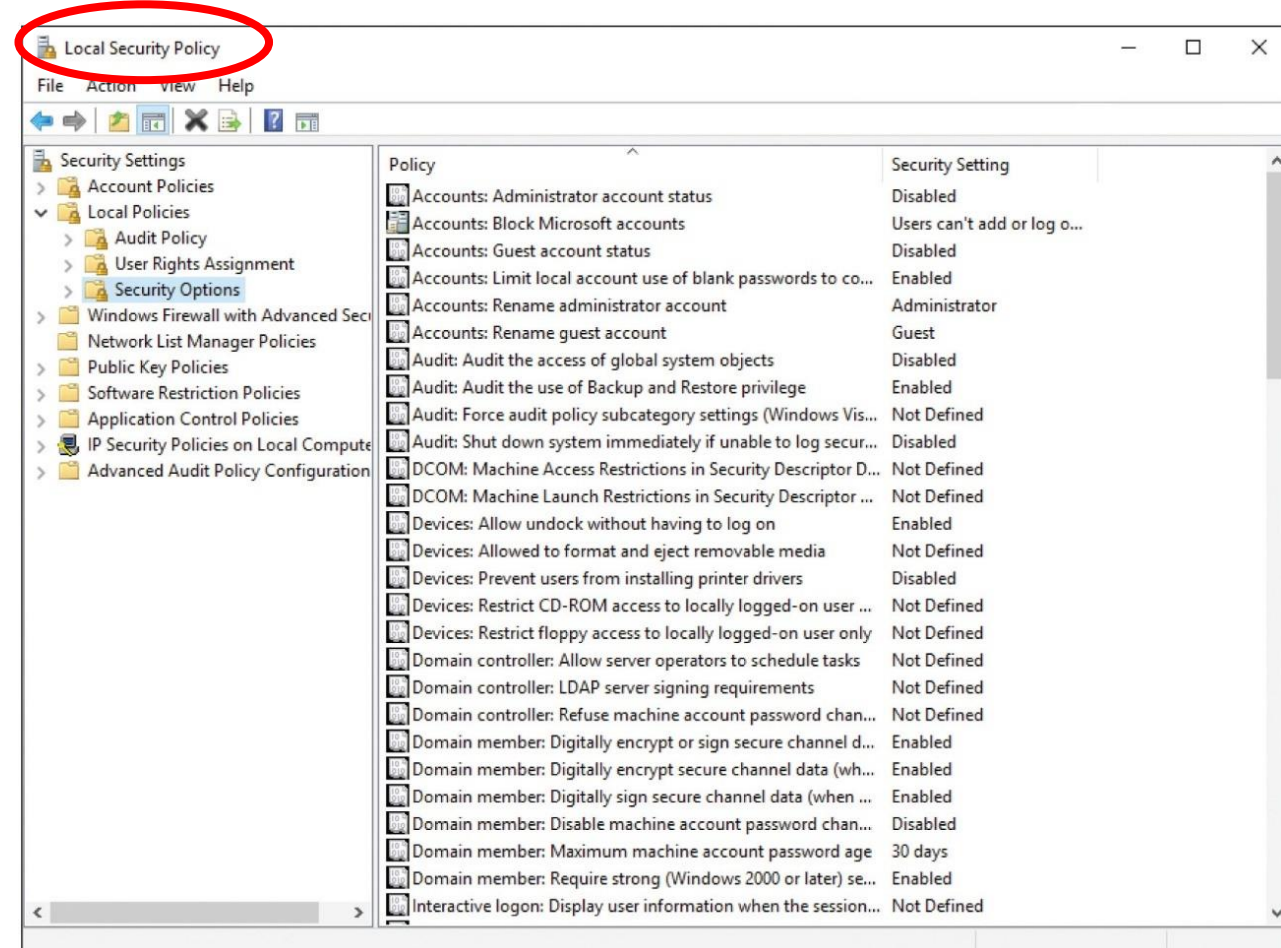 Local Security Policy
File Action View Help
Security Settings
Account Policies
Local Policies
Audit Policy
User Rights Assignment
Security Options
Windows Firewall with Advanced Secu
Network List Manager Policies
Public Key Policies
Software Restriction Policies
Application Control Policies
IP Security Policies on Local Compute
Advanced Audit Policy Configuration
Policy Security Setting
Accounts: Administrator account status Disabled
Accounts: Block Microsoft accounts Users can't add or log o...
Accounts: Guest account status Disabled
Accounts: Limit local account use of blank passwords to co... Enabled
Accounts: Rename administrator account Administrator
Accounts: Rename guest account Guest
Audit: Audit the access of global system objects Disabled
Audit: Audit the use of Backup and Restore privilege Enabled
Audit: Force audit policy subcategory settings (Windows Vis... Not Defined
Audit: Shut down system immediately if unable to log secur... Disabled
DCOM: Machine Access Restrictions in Security Descriptor D... Not Defined
DCOM: Machine Launch Restrictions in Security Descriptor ... Not Defined
Devices: Allow undock without having to log on Enabled
Devices: Allowed to format and eject removable media Not Defined
Devices: Prevent users from installing printer drivers Disabled
Devices: Restrict CD-ROM access to locally logged-on user ... Not Defined
Devices: Restrict floppy access to locally logged-on user only Not Defined
Domain controller: Allow server operators to schedule tasks Not Defined
Domain controller: LDAP server signing requirements Not Defined
Domain controller: Refuse machine account password chan... Not Defined
Domain member: Digitally encrypt or sign secure channel d... Enabled
Domain member: Digitally encrypt secure channel data (wh... Enabled
Domain member: Digitally sign secure channel data (when ... Enabled
Domain member: Disable machine account password chan... Disabled
Domain member: Maximum machine account password age 30 days
Domain member: Require strong (Windows 2000 or later) se... Enabled
Interactive logon: Display user information when the session... Not Defined